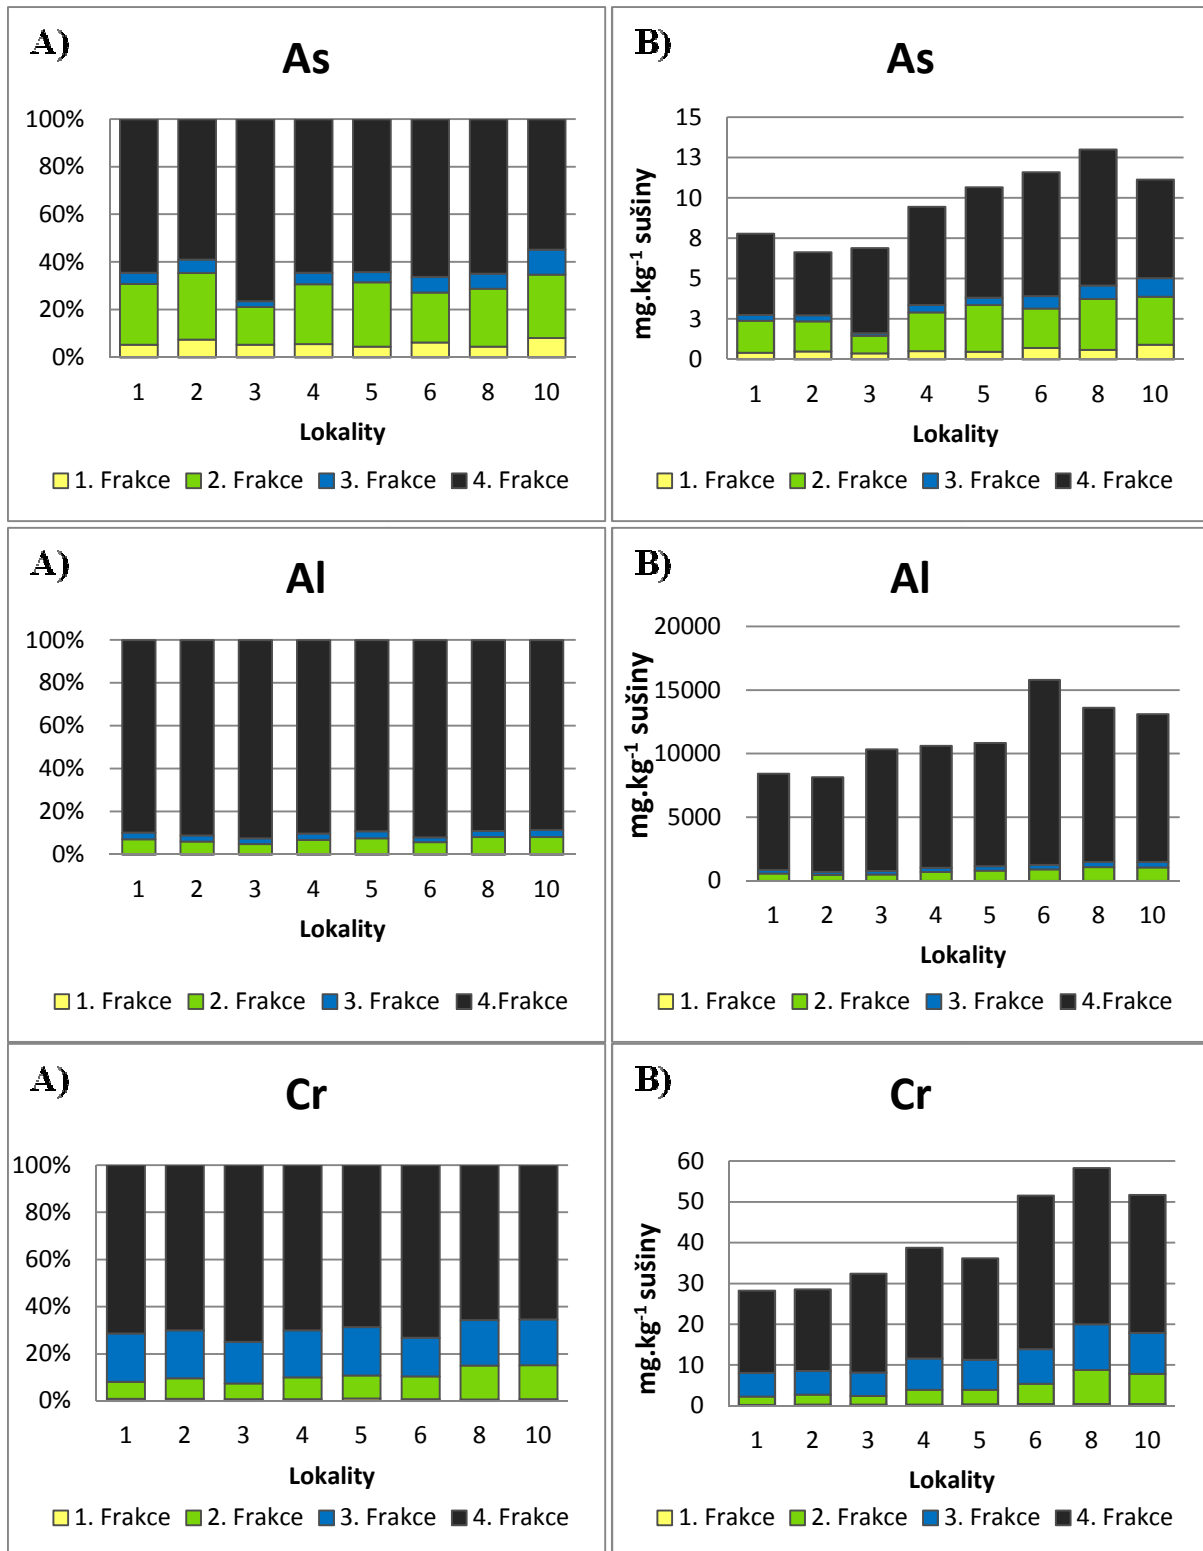 A)
As
100%
80%
60%
40%
20%
0%
1 2 3 4 5 6 8 10
Lokality
1. Frakce 2. Frakce 3. Frakce 4. Frakce
B)
As
mg.kg⁻¹ sušiny
15
13
10
8
5
3
0
1 2 3 4 5 6 8 10
Lokality
1. Frakce 2. Frakce 3. Frakce 4. Frakce
A)
Al
100%
80%
60%
40%
20%
0%
1 2 3 4 5 6 8 10
Lokality
1. Frakce 2. Frakce 3. Frakce 4.Frakce
B)
Al
mg.kg⁻¹ sušiny
20000
15000
10000
5000
0
1 2 3 4 5 6 8 10
Lokality
1. Frakce 2. Frakce 3. Frakce 4.Frakce
A)
Cr
100%
80%
60%
40%
20%
0%
1 2 3 4 5 6 8 10
Lokality
1. Frakce 2. Frakce 3. Frakce 4. Frakce
B)
Cr
mg.kg⁻¹ sušiny
60
50
40
30
20
10
0
1 2 3 4 5 6 8 10
Lokality
1. Frakce 2. Frakce 3. Frakce 4. Frakce